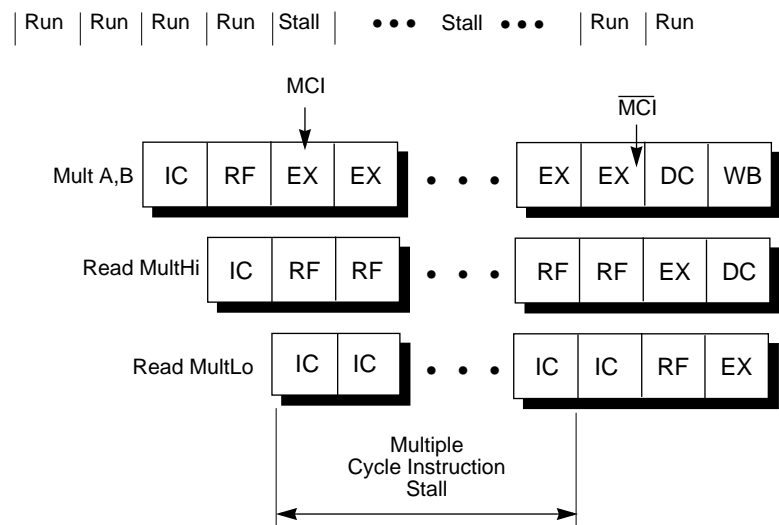 Run Run Run Run Stall ••• Stall ••• Run Run
MCI
MCI
Mult A,B IC RF EX EX • • • EX EX DC WB
Read MultHi IC RF RF • • • RF RF EX DC
Read MultLo IC IC • • • IC IC RF EX
Multiple
Cycle Instruction
Stall